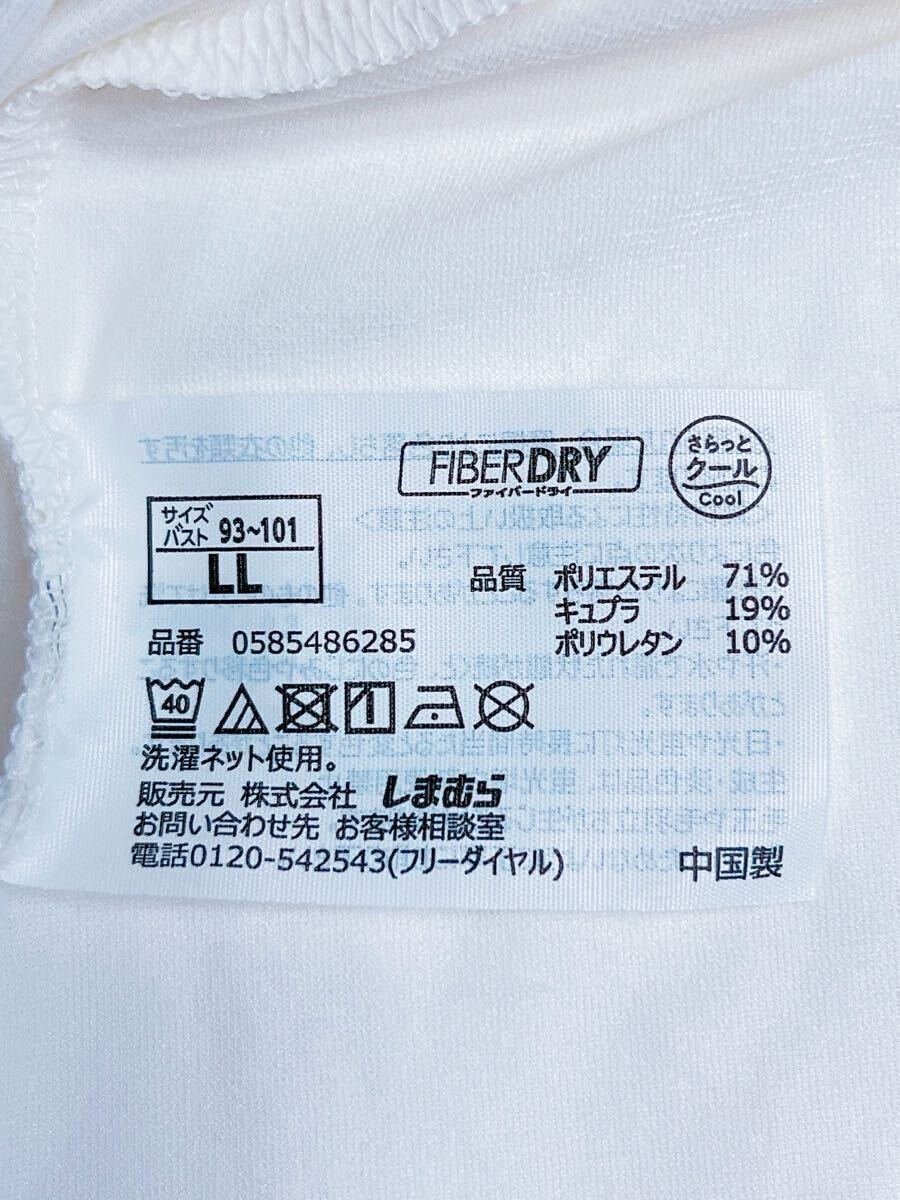 FIBERDRY
ファイバードライ
さらっと
クール
Cool
サイズ
バスト 93~101
LL
品質 ポリエステル 71%
キュプラ 19%
ポリウレタン 10%
品番 0585486285
40
洗濯ネット使用。
販売元 株式会社 しまむら
お問い合わせ先 お客様相談室
電話0120-542543(フリーダイヤル)
中国製